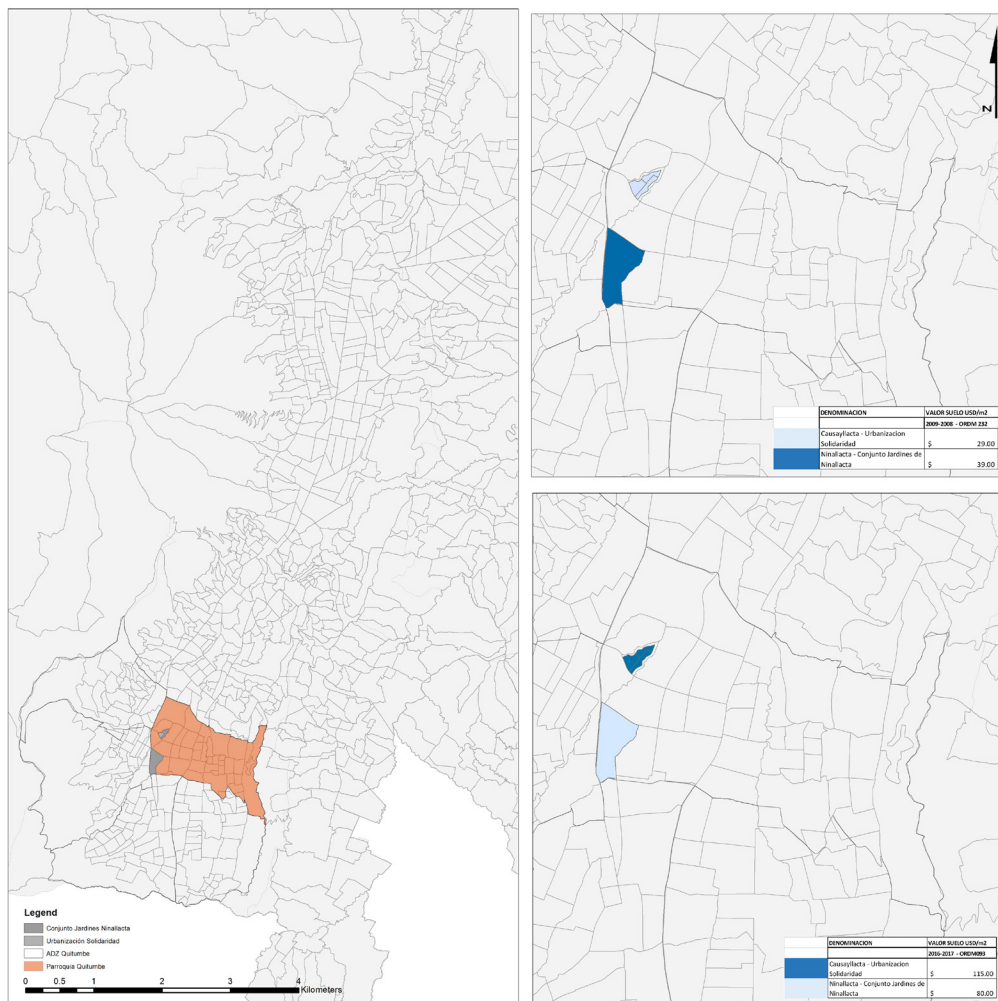 Legend
Conjunto Jardines Ninallacta
Urbanización Solidaridad
ADZ Quitumbe
Parroquia Quitumbe
0 0.5 1 2 3 4
Kilometers
N
DENOMINACION VALOR SUELO USD/m2
2009-2008 - ORDM 232
Causayllacta - Urbanizacion
Solidaridad $ 29.00
Ninallacta - Conjunto Jardines de
Ninallacta $ 39.00
DENOMINACION VALOR SUELO USD/m2
2016-2017 - ORDM093
Causayllacta - Urbanizacion
Solidaridad $ 115.00
Ninallacta - Conjunto Jardines de
Ninallacta $ 80.00